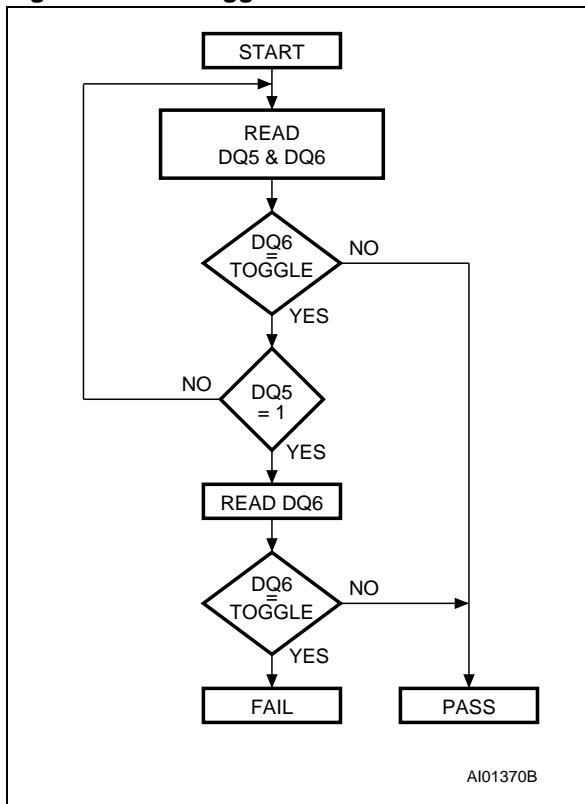 START
READ
DQ5 & DQ6
DQ6
=
TOGGLE
NO
YES
NO
DQ5
= 1
YES
READ DQ6
DQ6
=
TOGGLE
NO
YES
FAIL
PASS
AI01370B